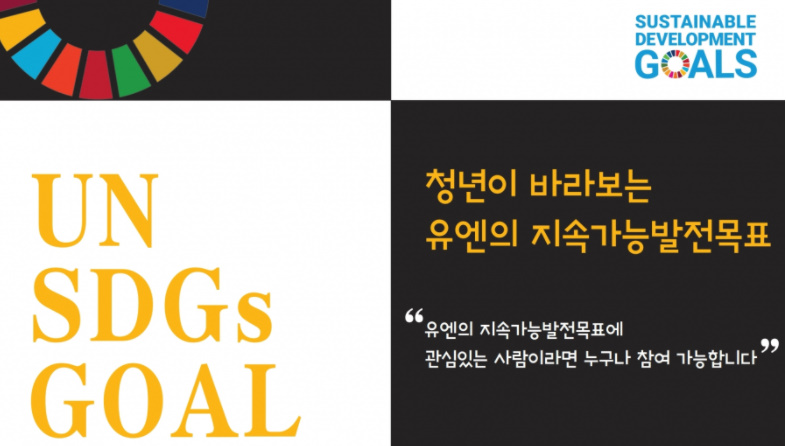 SUSTAINABLE
DEVELOPMENT
GOALS
UN
SDGs
GOAL
청년이 바라보는
유엔의 지속가능발전목표
“유엔의 지속가능발전목표에
관심있는 사람이라면 누구나 참여 가능합니다”